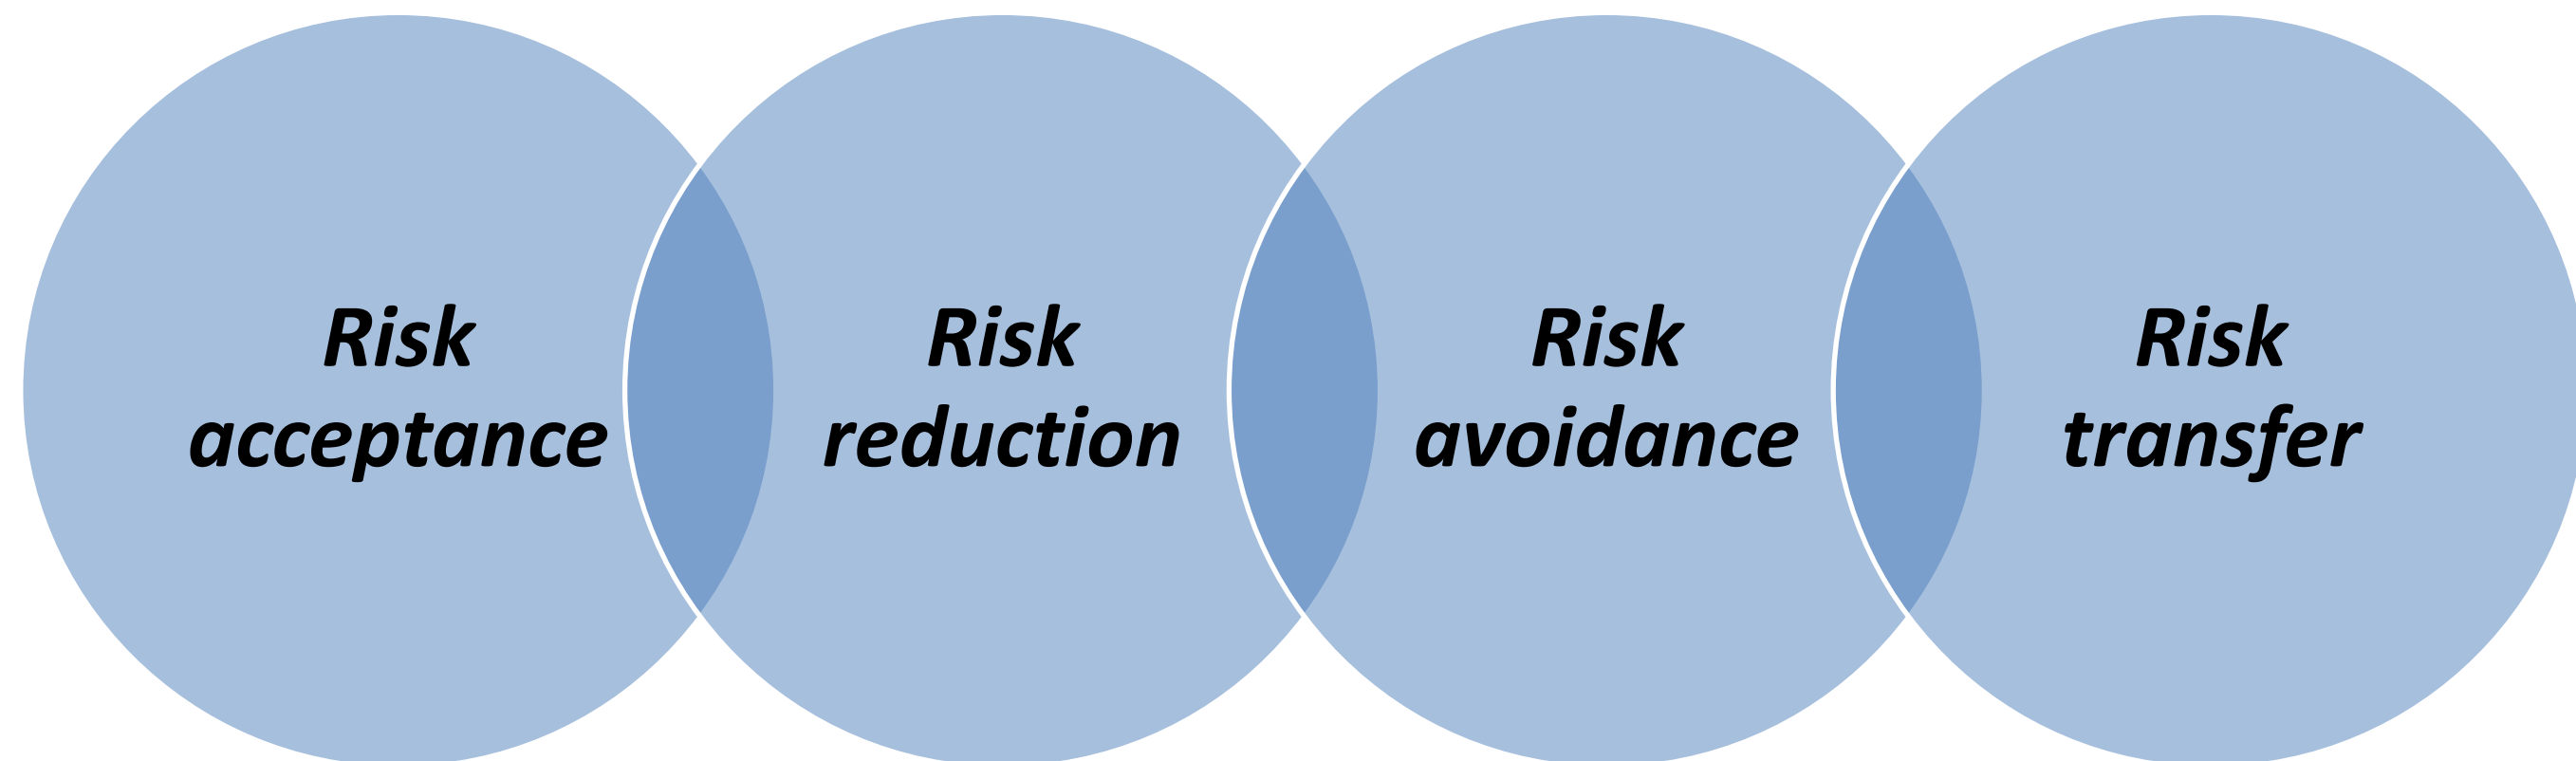 Risk
acceptance
Risk
reduction
Risk
avoidance
Risk
transfer